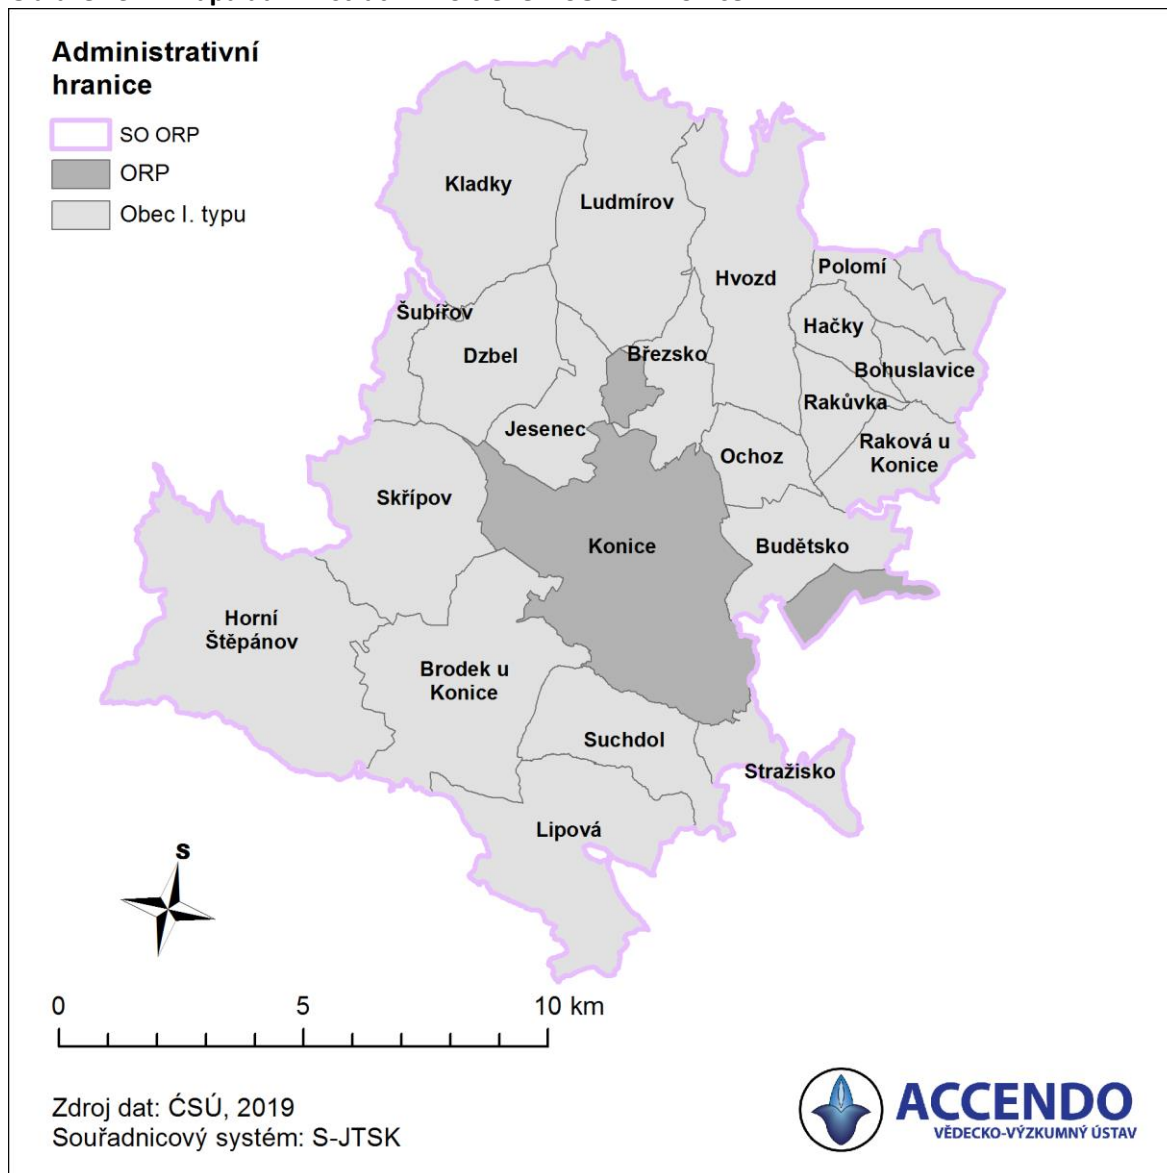 Administrativní
hranice
SO ORP
ORP
Obec I. typu
Kladky
Ludmírov
Hvozd
Polomí
Šubířov
Hačky
Dzbel
Březsko
Bohuslavice
Rakůvka
Jesenec
Ochoz
Raková u
Konice
Skřípov
Konice
Budětsko
Horní
Štěpánov
Brodek u
Konice
Suchdol
Stražisko
Lipová
S
0 5 10 km
Zdroj dat: ĆSÚ, 2019
Souřadnicový systém: S-JTSK
ACCENDO
VĚDECKO-VÝZKUMNÝ ÚSTAV